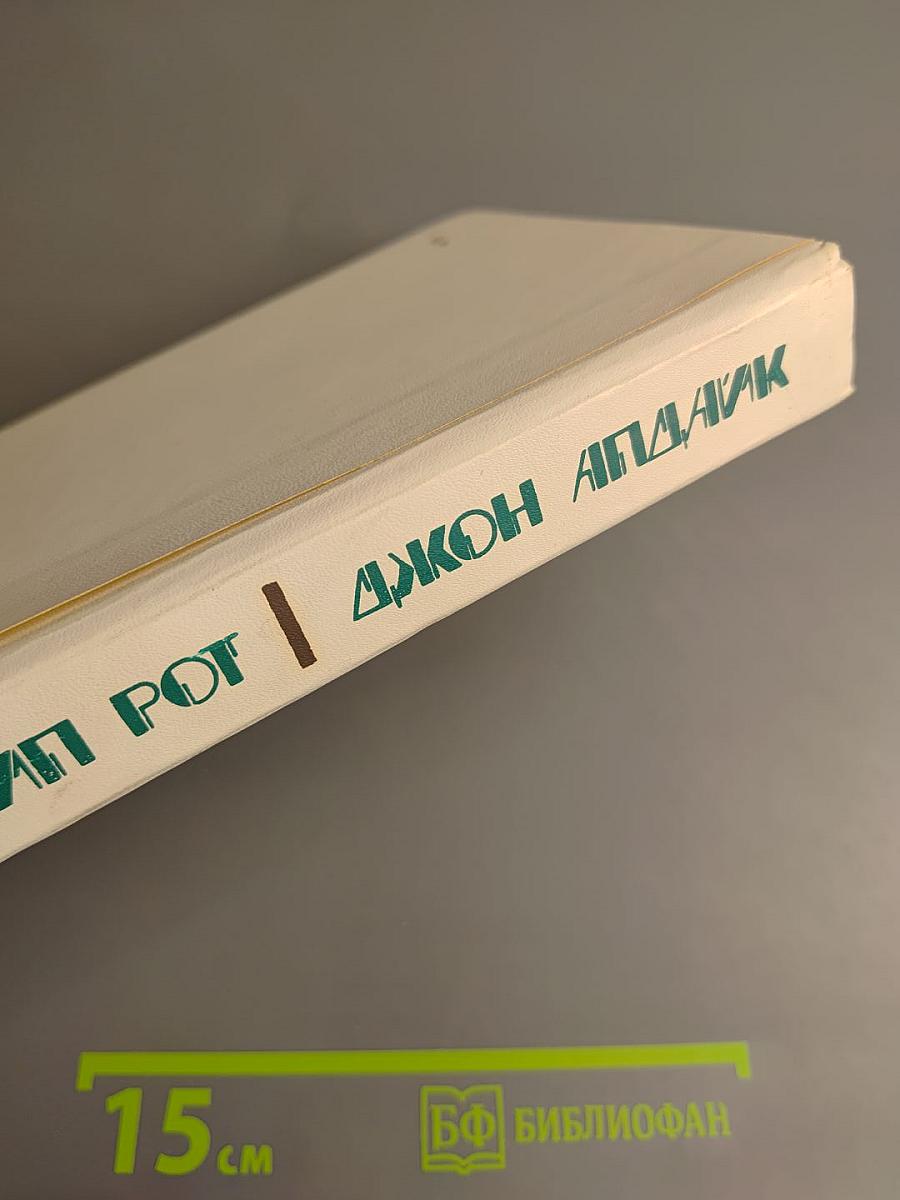 ДЖОН АПДАЙК
ИП РОТ
15 см
БФ БИБЛИОФАН